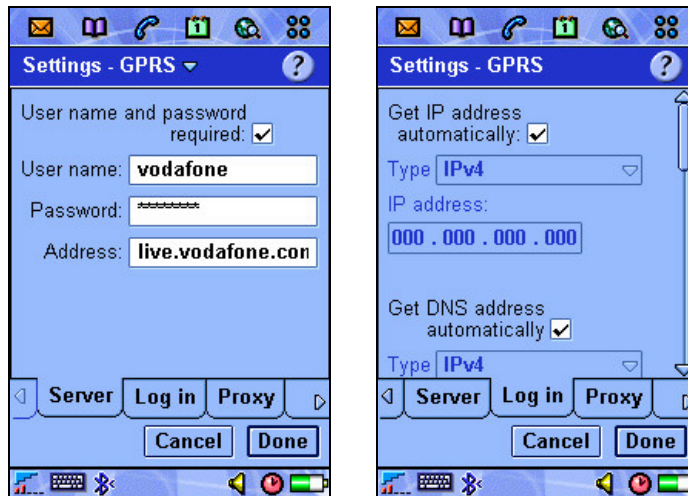 1
Settings - GPRS
?
User name and password
required:
User name: vodafone
Password: *********
Address: live.vodafone.con
Server Log in Proxy
Cancel Done
1
Settings - GPRS
?
Get IP address
automatically:
Type IPv4
IP address:
000 . 000 . 000 . 000
Get DNS address
automatically
Type IPv4
Server Log in Proxy
Cancel Done